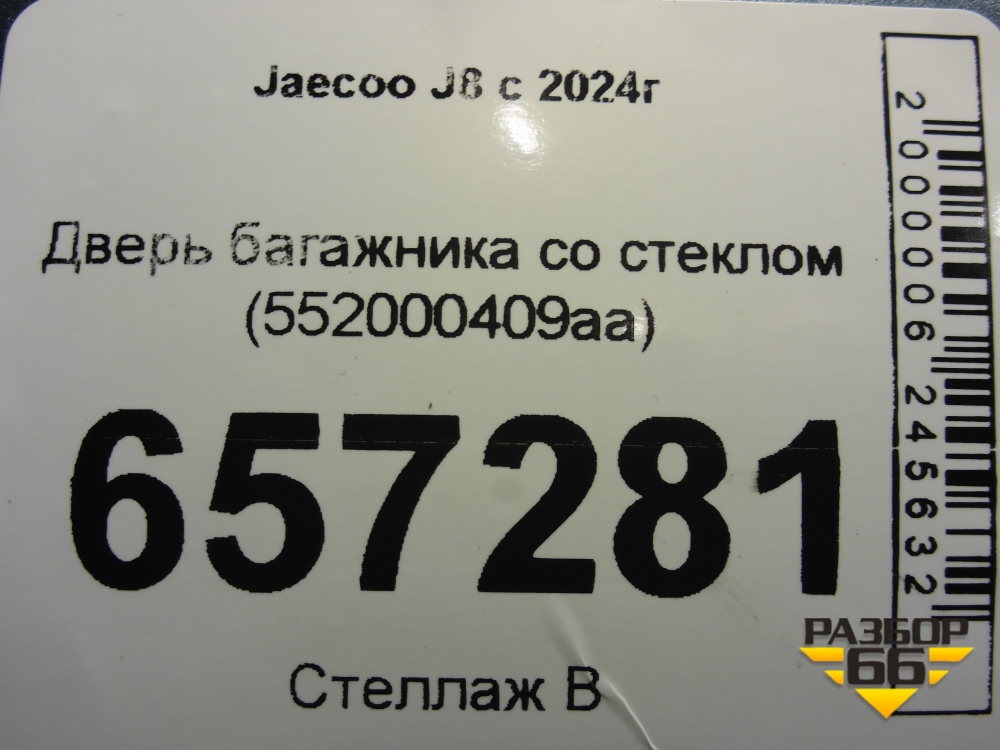 Jaecoo J8 с 2024г
Дверь багажника со стеклом
(552000409аа)
657281
Стеллаж В
2000006245632
РАЗБОР
66